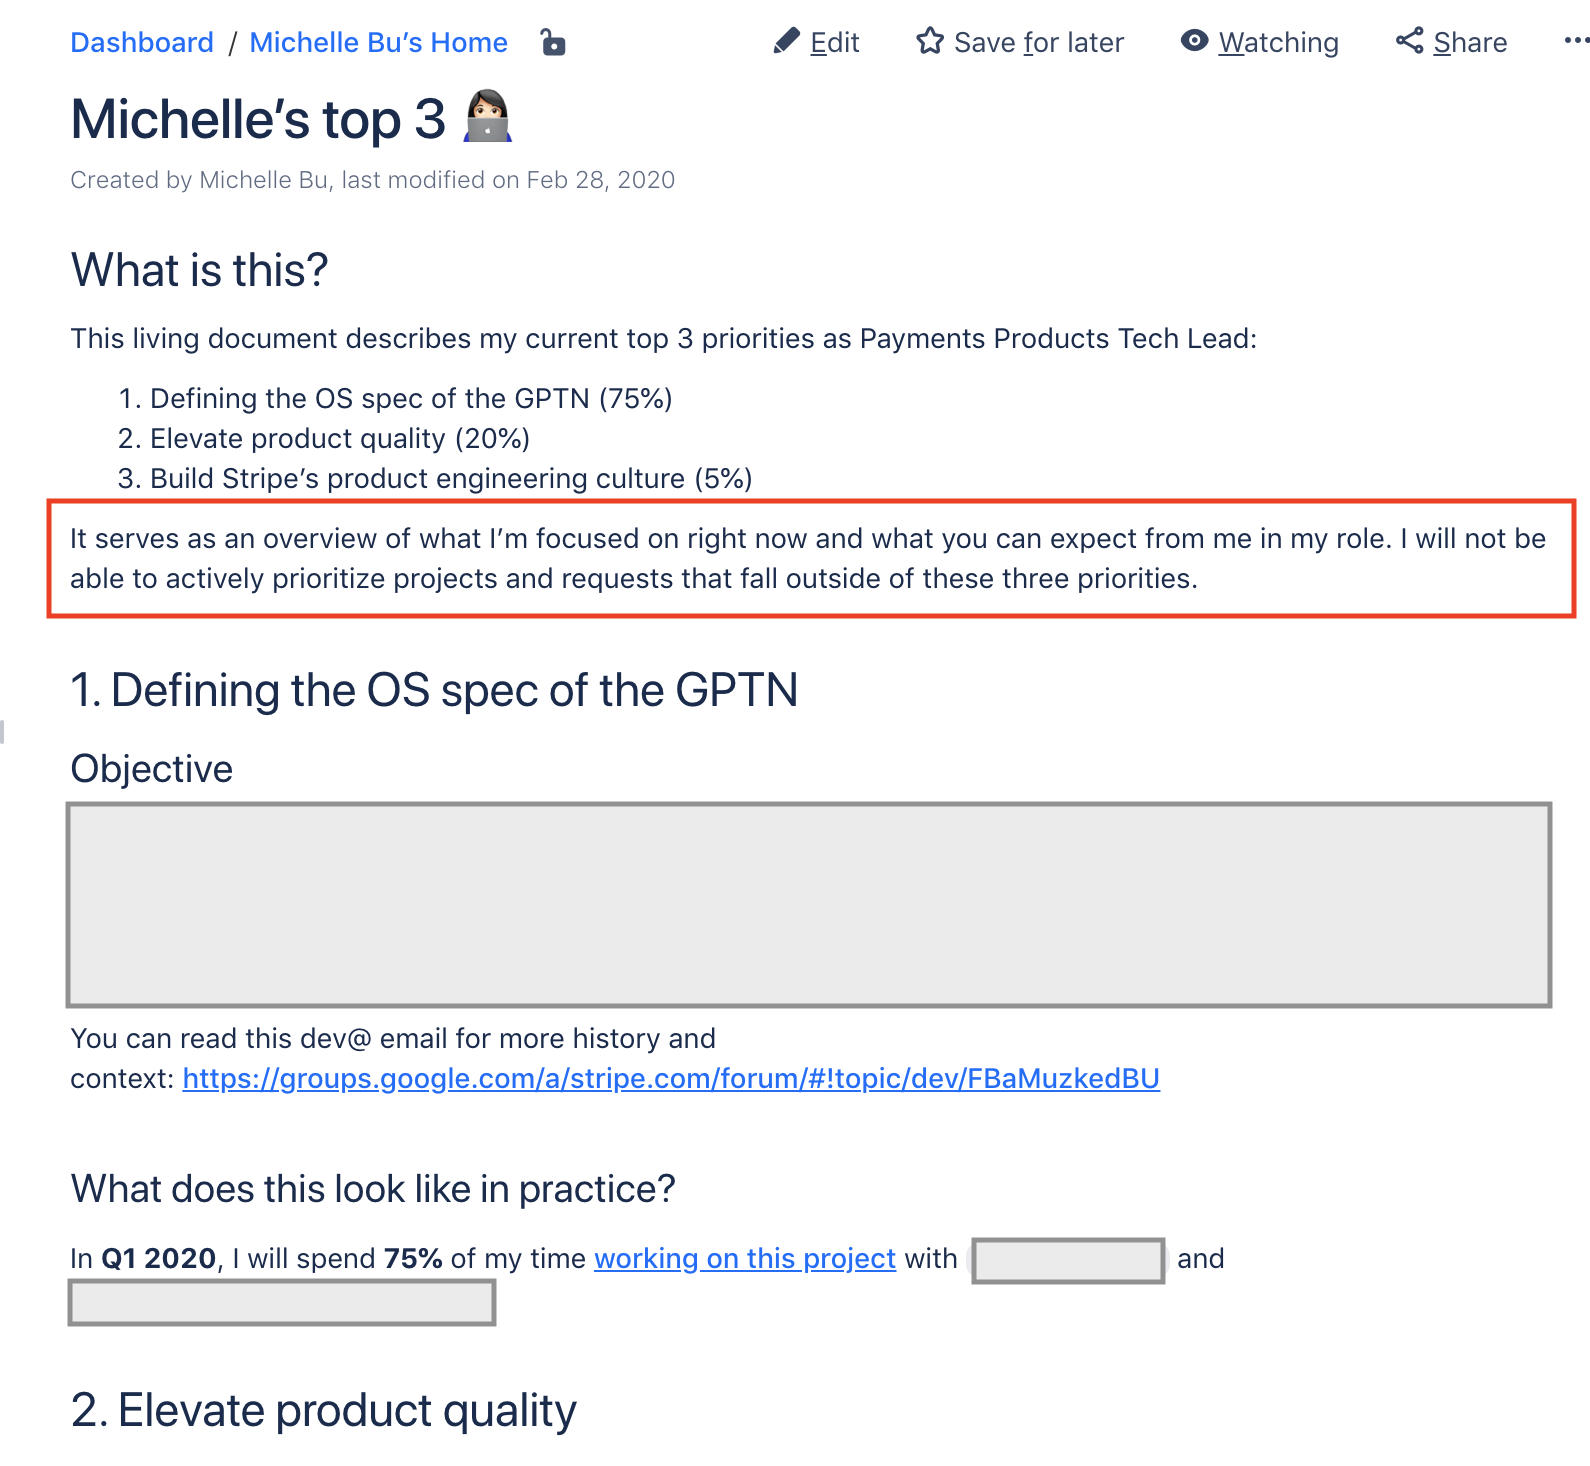 Dashboard / Michelle Bu’s Home Edit Save for later Watching Share
Michelle’s top 3
Created by Michelle Bu, last modified on Feb 28, 2020
What is this?
This living document describes my current top 3 priorities as Payments Products Tech Lead:
1. Defining the OS spec of the GPTN (75%)
2. Elevate product quality (20%)
3. Build Stripe’s product engineering culture (5%)
It serves as an overview of what I’m focused on right now and what you can expect from me in my role. I will not be
able to actively prioritize projects and requests that fall outside of these three priorities.
1. Defining the OS spec of the GPTN
Objective
You can read this dev@ email for more history and
context: https://groups.google.com/a/stripe.com/forum/#!topic/dev/FBaMuzkedBU
What does this look like in practice?
In Q1 2020, I will spend 75% of my time working on this project with and
2. Elevate product quality